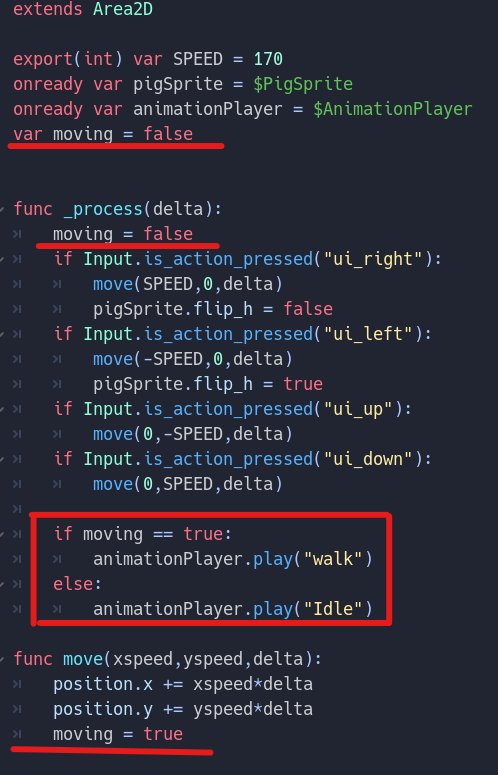 extends Area2D
export(int) var SPEED = 170
onready var pigSprite = $PigSprite
onready var animationPlayer = $AnimationPlayer
var moving = false
func _process(delta):
moving = false
if Input.is_action_pressed("ui_right"):
move(SPEED,0,delta)
pigSprite.flip_h = false
if Input.is_action_pressed("ui_left"):
move(-SPEED,0,delta)
pigSprite.flip_h = true
if Input.is_action_pressed("ui_up"):
move(0,-SPEED,delta)
if Input.is_action_pressed("ui_down"):
move(0,SPEED,delta)
if moving == true:
animationPlayer.play("walk")
else:
animationPlayer.play("Idle")
func move(xspeed,yspeed,delta):
position.x += xspeed*delta
position.y += yspeed*delta
moving = true